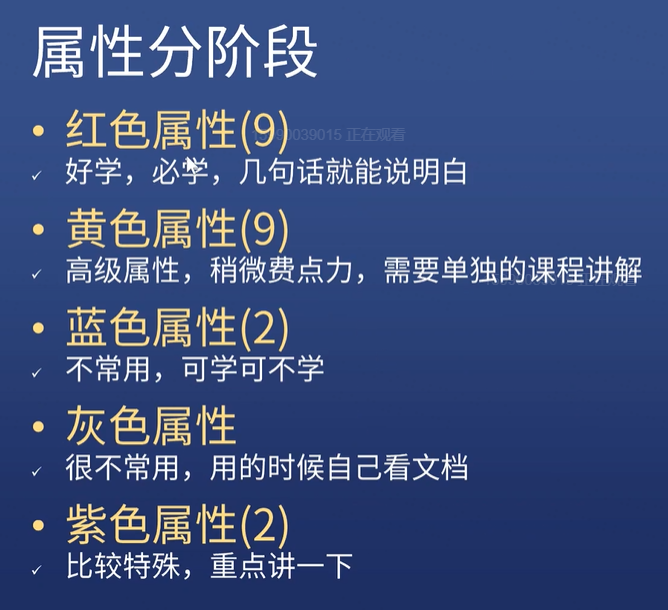 属性分阶段
• 红色属性(9)
✓ 好学，必学，几句话就能说明白
• 黄色属性(9)
✓ 高级属性，稍微费点力，需要单独的课程讲解
• 蓝色属性(2)
✓ 不常用，可学可不学
• 灰色属性
✓ 很不常用，用的时候自己看文档
• 紫色属性(2)
✓ 比较特殊，重点讲一下
正在观看